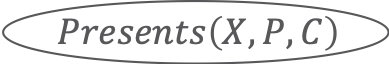 Presents(X, P, C)